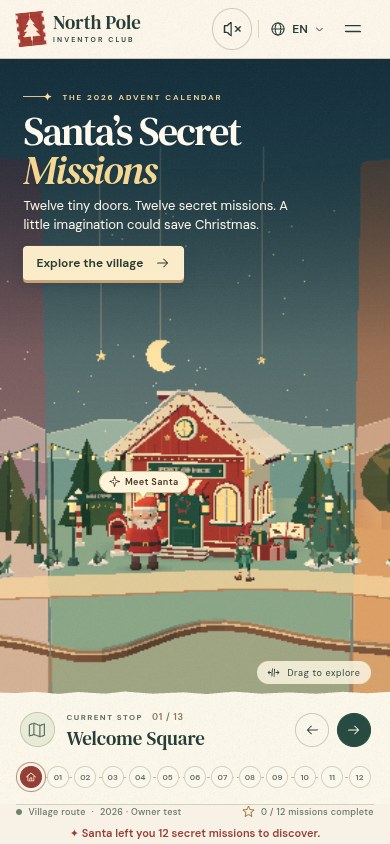 North Pole
INVENTOR CLUB
EN
THE 2026 ADVENT CALENDAR
Santa's Secret
Missions
Twelve tiny doors. Twelve secret missions. A
little imagination could save Christmas.
Explore the village
POST OFFICE
Meet Santa
Drag to explore
CURRENT STOP 01 / 13
Welcome Square
01 02 03 04 05 06 07 08 09 10 11 12
Village route · 2026 · Owner test
0 / 12 missions complete
✦ Santa left you 12 secret missions to discover.